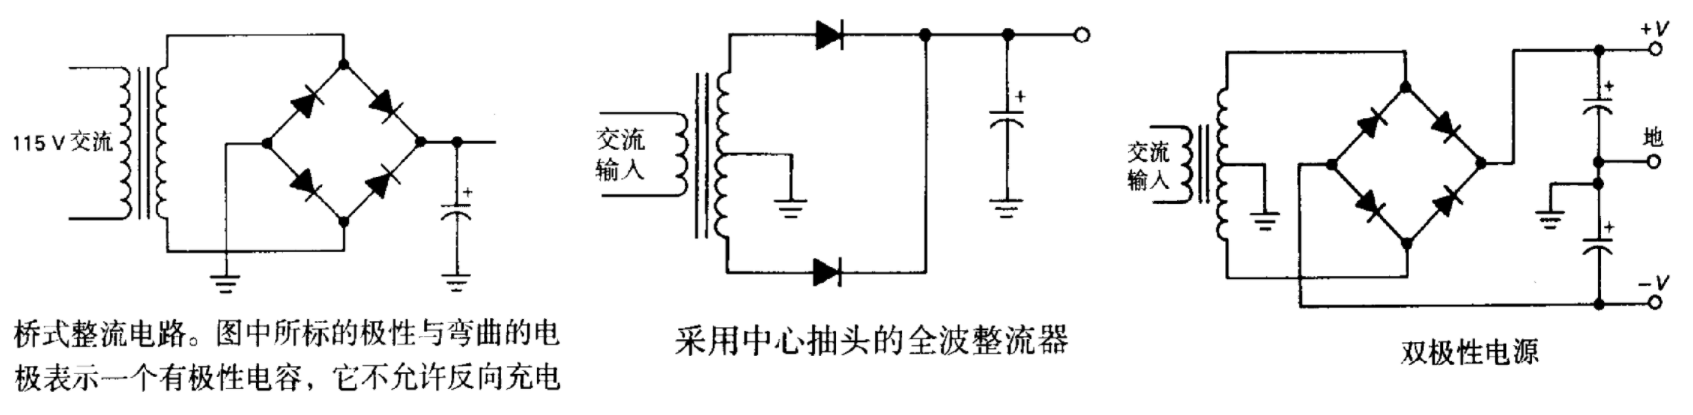 115 V 交流
+
桥式整流电路。图中所标的极性与弯曲的电
极表示一个有极性电容，它不允许反向充电
交流
输入
+
采用中心抽头的全波整流器
交流
输入
+V
+
地
+
−V
双极性电源